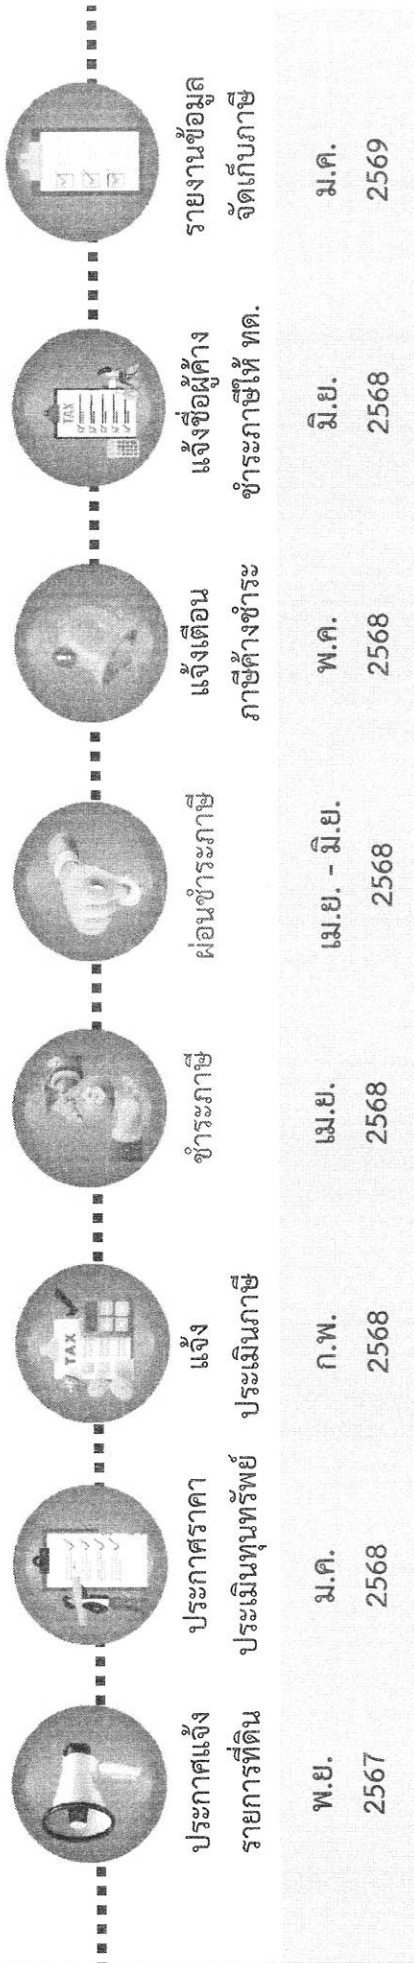 ประกาศแจ้ง
รายการที่ดิน
พ.ย.
2567
ประกาศราคา
ประเมินทุนทรัพย์
ม.ค.
2568
TAX
แจ้ง
ประเมินภาษี
ก.พ.
2568
ชำระภาษี
เม.ย.
2568
ผ่อนชำระภาษี
เม.ย. - มิ.ย.
2568
แจ้งเตือน
ภาษีค้างชำระ
พ.ค.
2568
TAX
แจ้งชื่อผู้ค้าง
ชำระภาษีให้ ทด.
มิ.ย.
2568
รายงานข้อมูล
จัดเก็บภาษี
ม.ค.
2569